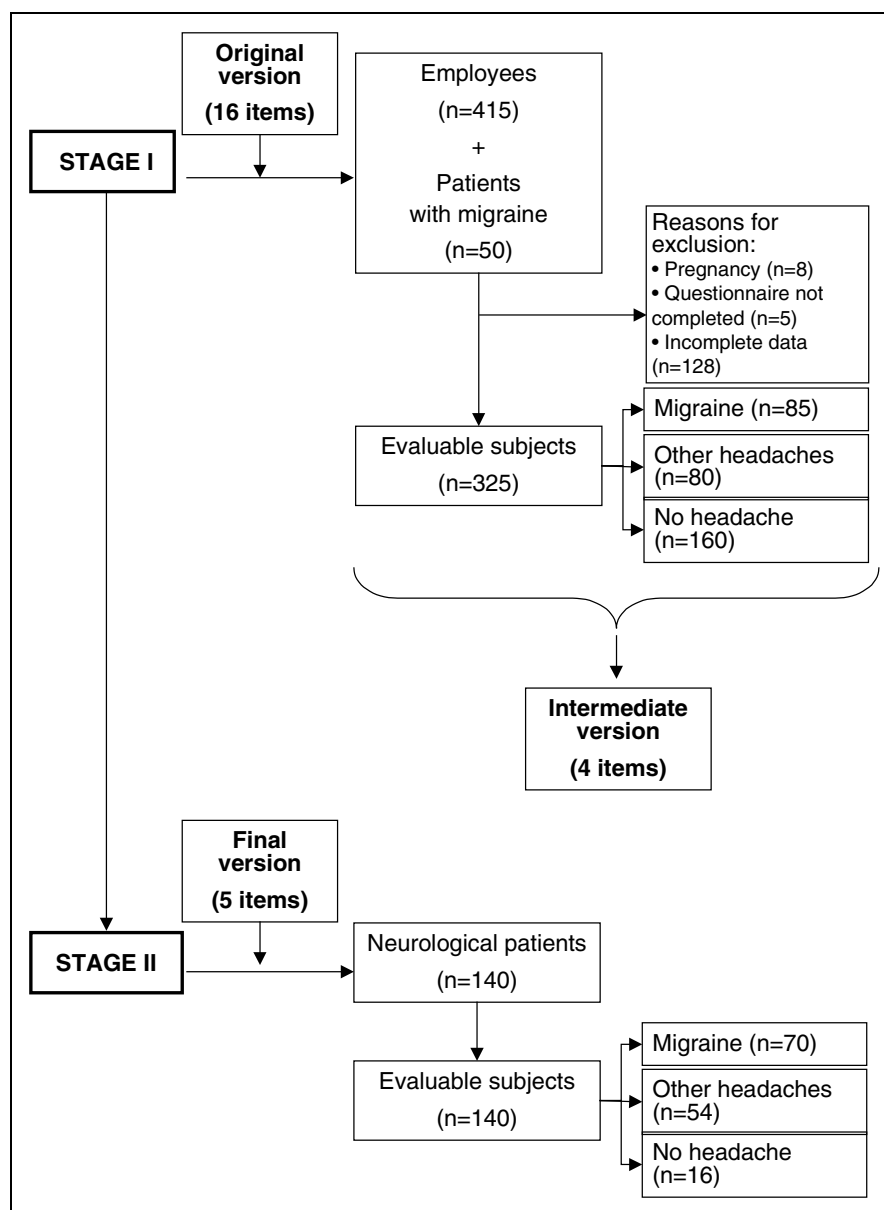 Original
version
(16 items)
STAGE I
Employees
(n=415)
+
Patients
with migraine
(n=50)
Reasons for
exclusion:
• Pregnancy (n=8)
• Questionnaire not
completed (n=5)
• Incomplete data
(n=128)
Evaluable subjects
(n=325)
Migraine (n=85)
Other headaches
(n=80)
No headache
(n=160)
Intermediate
version
(4 items)
Final
version
(5 items)
STAGE II
Neurological patients
(n=140)
Evaluable subjects
(n=140)
Migraine (n=70)
Other headaches
(n=54)
No headache
(n=16)